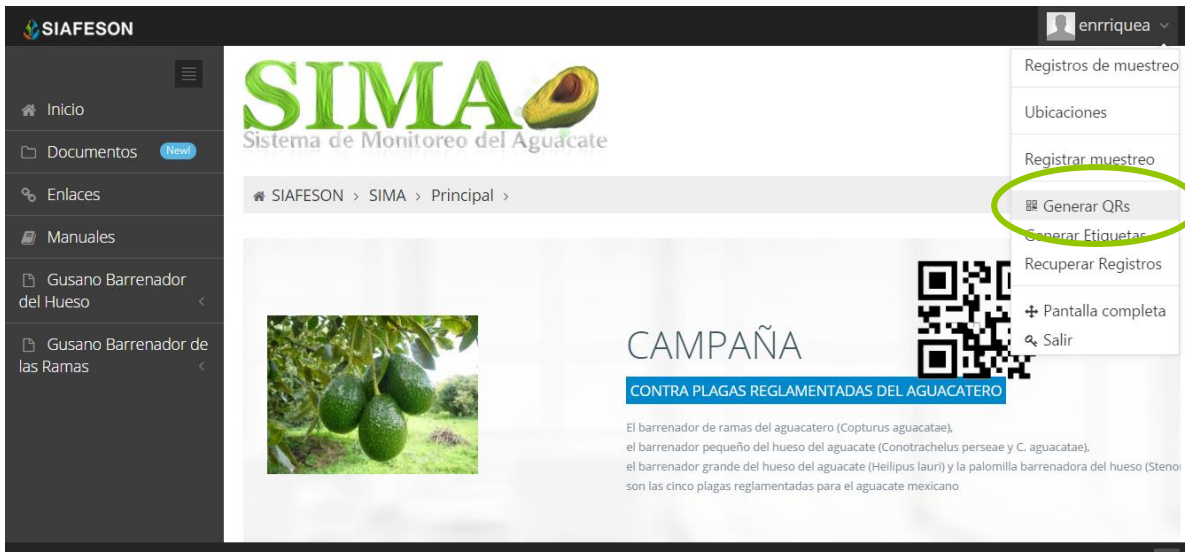 SIAFESON
enrriquea
Inicio
Documentos New!
Enlaces
Manuales
Gusano Barrenador
del Hueso
Gusano Barrenador de
las Ramas
SIMA
Sistema de Monitoreo del Aguacate
SIAFESON > SIMA > Principal >
Registros de muestreo
Ubicaciones
Registrar muestreo
Generar QRs
Generar Etiquetas
Recuperar Registros
Pantalla completa
Salir
CAMPAÑA
CONTRA PLAGAS REGLAMENTADAS DEL AGUACATERO
El barrenador de ramas del aguacatero (Copturus aguacatae),
el barrenador pequeño del hueso del aguacate (Conotrachelus perseae y C. aguacatae),
el barrenador grande del hueso del aguacate (Heilipus lauri) y la palomilla barrenadora del hueso (Steno
son las cinco plagas reglamentadas para el aguacate mexicano